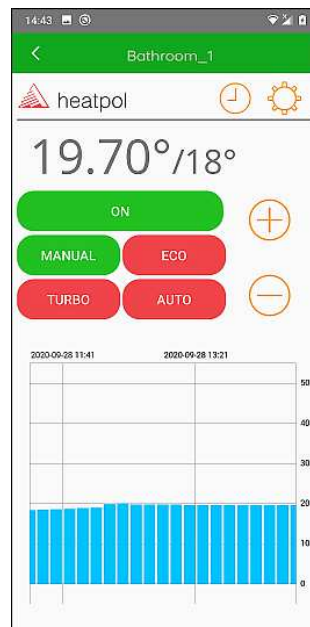 14:43
Bathroom_1
heatpol
19.70°/18°
ON
MANUAL ECO
TURBO AUTO
2020-09-28 11:41 2020-09-28 13:21
50
40
30
20
10
0